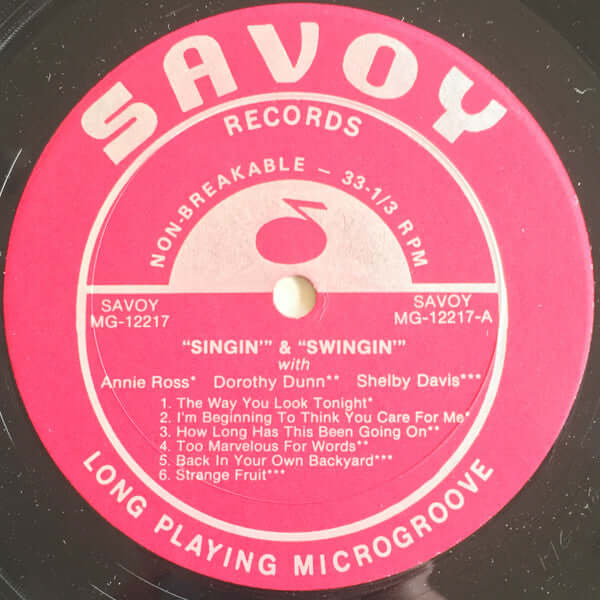 SAVOY
RECORDS
NON-BREAKABLE – 33-1/3 RPM
SAVOY
MG-12217
SAVOY
MG-12217-A
"SINGIN'" & "SWINGIN'"
with
Annie Ross* Dorothy Dunn** Shelby Davis***
1. The Way You Look Tonight*
2. I'm Beginning To Think You Care For Me*
3. How Long Has This Been Going On**
4. Too Marvelous For Words**
5. Back In Your Own Backyard***
6. Strange Fruit***
LONG PLAYING MICROGROOVE